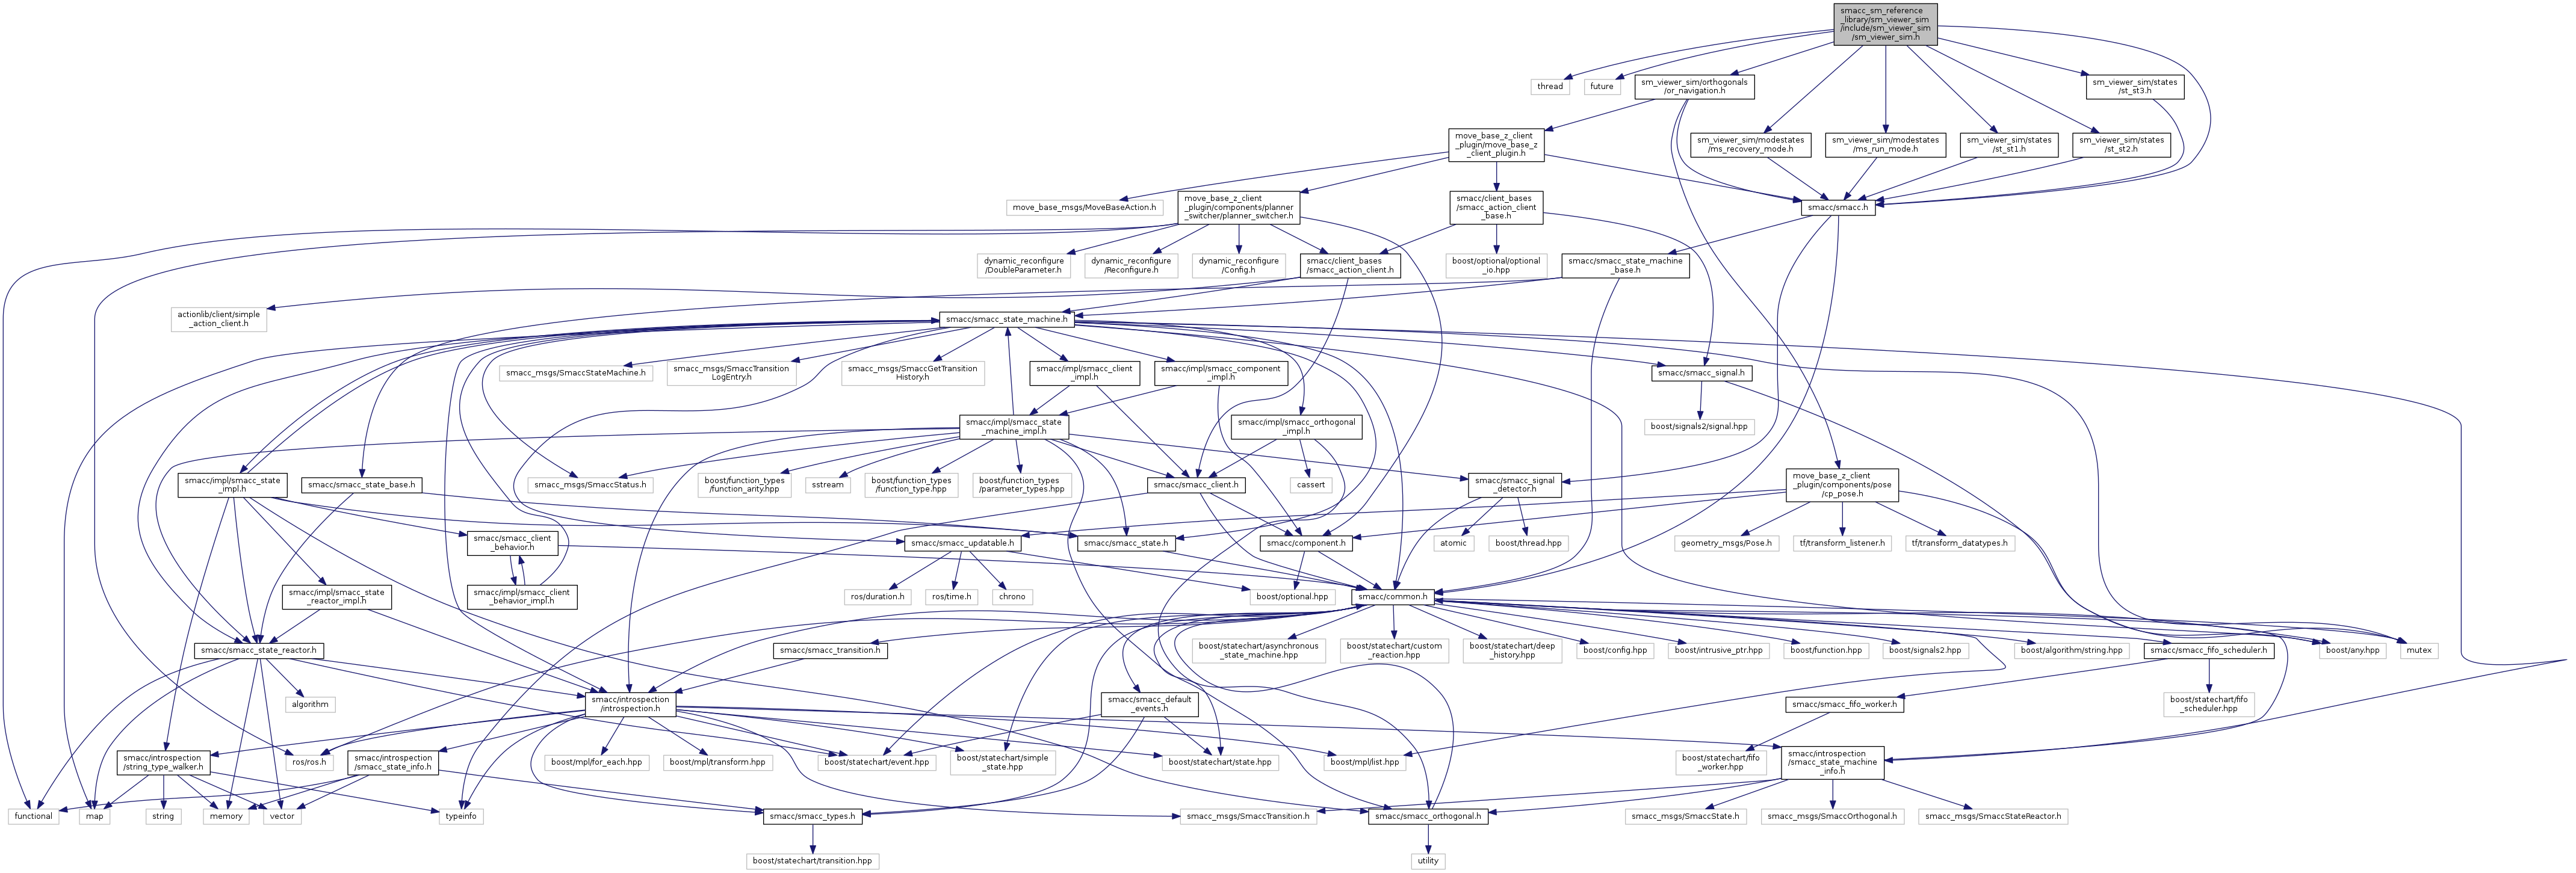 smacc_sm_reference
_library/sm_viewer_sim
/include/sm_viewer_sim
/sm_viewer_sim.h
thread
future
sm_viewer_sim/orthogonals
/or_navigation.h
sm_viewer_sim/states
/st_st3.h
move_base_z_client
_plugin/move_base_z
_client_plugin.h
sm_viewer_sim/modestates
/ms_recovery_mode.h
sm_viewer_sim/modestates
/ms_run_mode.h
sm_viewer_sim/states
/st_st1.h
sm_viewer_sim/states
/st_st2.h
move_base_msgs/MoveBaseAction.h
move_base_z_client
_plugin/components/planner
_switcher/planner_switcher.h
smacc/client_bases
/smacc_action_client
_base.h
smacc/smacc.h
dynamic_reconfigure
/DoubleParameter.h
dynamic_reconfigure
/Reconfigure.h
dynamic_reconfigure
/Config.h
smacc/client_bases
/smacc_action_client.h
boost/optional/optional
_io.hpp
smacc/smacc_state_machine
_base.h
actionlib/client/simple
_action_client.h
smacc/smacc_state_machine.h
smacc_msgs/SmaccStateMachine.h
smacc_msgs/SmaccTransition
LogEntry.h
smacc_msgs/SmaccGetTransition
History.h
smacc/impl/smacc_client
_impl.h
smacc/impl/smacc_component
_impl.h
smacc/smacc_signal.h
smacc/impl/smacc_state
_machine_impl.h
smacc/impl/smacc_orthogonal
_impl.h
boost/signals2/signal.hpp
smacc/impl/smacc_state
_impl.h
smacc/smacc_state_base.h
smacc_msgs/SmaccStatus.h
boost/function_types
/function_arity.hpp
sstream
boost/function_types
/function_type.hpp
boost/function_types
/parameter_types.hpp
smacc/smacc_client.h
cassert
smacc/smacc_signal
_detector.h
move_base_z_client
_plugin/components/pose
/cp_pose.h
smacc/smacc_client
_behavior.h
smacc/smacc_updatable.h
smacc/smacc_state.h
smacc/component.h
atomic
boost/thread.hpp
geometry_msgs/Pose.h
tf/transform_listener.h
tf/transform_datatypes.h
smacc/impl/smacc_state
_reactor_impl.h
smacc/impl/smacc_client
_behavior_impl.h
ros/duration.h
ros/time.h
chrono
boost/optional.hpp
smacc/common.h
smacc/smacc_state_reactor.h
smacc/smacc_transition.h
boost/statechart/asynchronous
_state_machine.hpp
boost/statechart/custom
_reaction.hpp
boost/statechart/deep
_history.hpp
boost/config.hpp
boost/intrusive_ptr.hpp
boost/function.hpp
boost/signals2.hpp
boost/algorithm/string.hpp
smacc/smacc_fifo_scheduler.h
boost/any.hpp
mutex
algorithm
smacc/introspection
/introspection.h
smacc/smacc_default
_events.h
smacc/smacc_fifo_worker.h
boost/statechart/fifo
_scheduler.hpp
smacc/introspection
/string_type_walker.h
ros/ros.h
smacc/introspection
/smacc_state_info.h
boost/mpl/for_each.hpp
boost/mpl/transform.hpp
boost/statechart/event.hpp
boost/statechart/simple
_state.hpp
boost/statechart/state.hpp
boost/mpl/list.hpp
boost/statechart/fifo
_worker.hpp
smacc/introspection
/smacc_state_machine
_info.h
functional
map
string
memory
vector
typeinfo
smacc/smacc_types.h
smacc_msgs/SmaccTransition.h
smacc/smacc_orthogonal.h
smacc_msgs/SmaccState.h
smacc_msgs/SmaccOrthogonal.h
smacc_msgs/SmaccStateReactor.h
boost/statechart/transition.hpp
utility